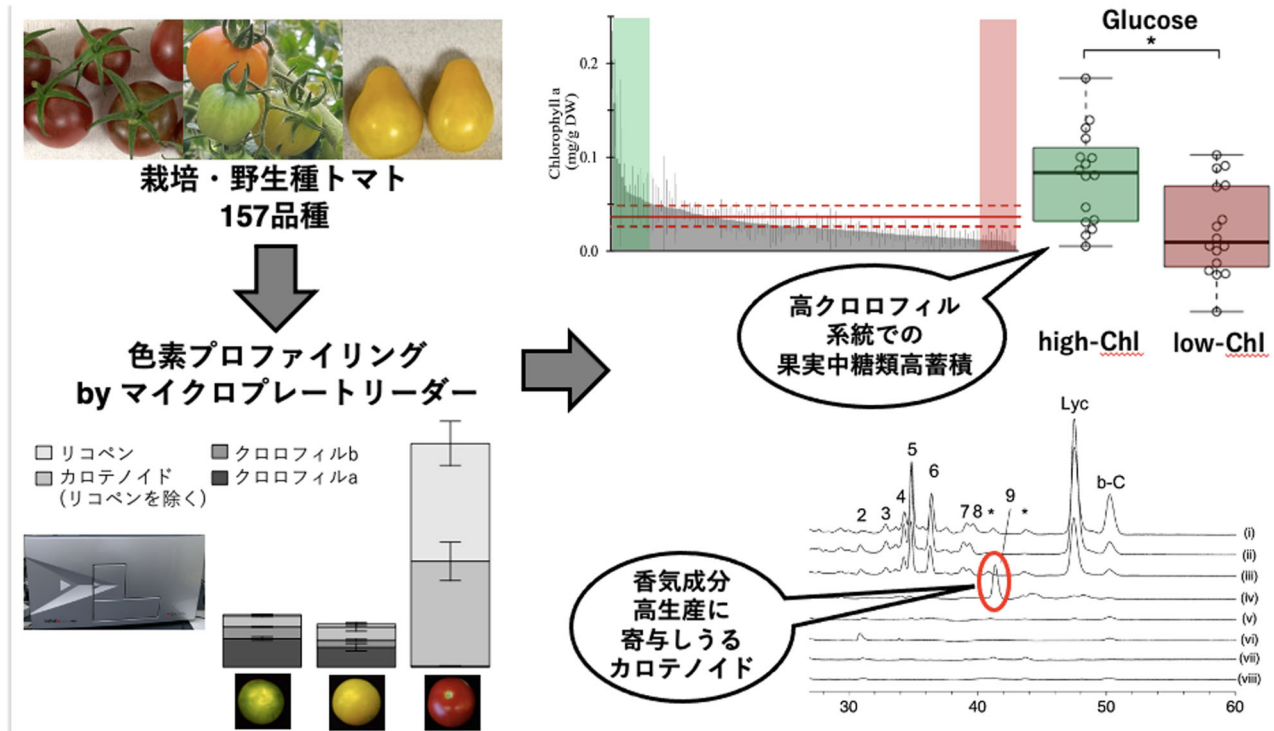 栽培・野生種トマト
157品種
色素プロファイリング
by マイクロプレートリーダー
リコペン
クロロフィルb
カロテノイド
(リコペンを除く)
クロロフィルa
Chlorophyll a
(mg/g DW)
0.2
0.1
0.0
Glucose
*
high-Chl
low-Chl
高クロロフィル
系統での
果実中糖類高蓄積
Lyc
b-C
2 3 4 5 6 7 8 * 9 *
(i)
(ii)
(iii)
(iv)
(v)
(vi)
(vii)
(viii)
30 40 50 60
香気成分
高生産に
寄与しうる
カロテノイド